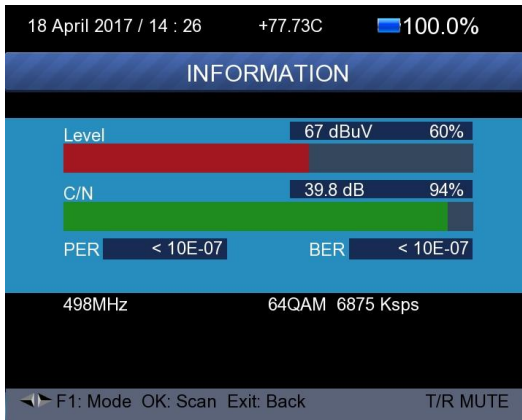 18 April 2017 / 14 : 26 +77.73C 100.0%
INFORMATION
Level 67 dBuV 60%
C/N 39.8 dB 94%
PER < 10E-07 BER < 10E-07
498MHz 64QAM 6875 Ksps
F1: Mode OK: Scan Exit: Back T/R MUTE